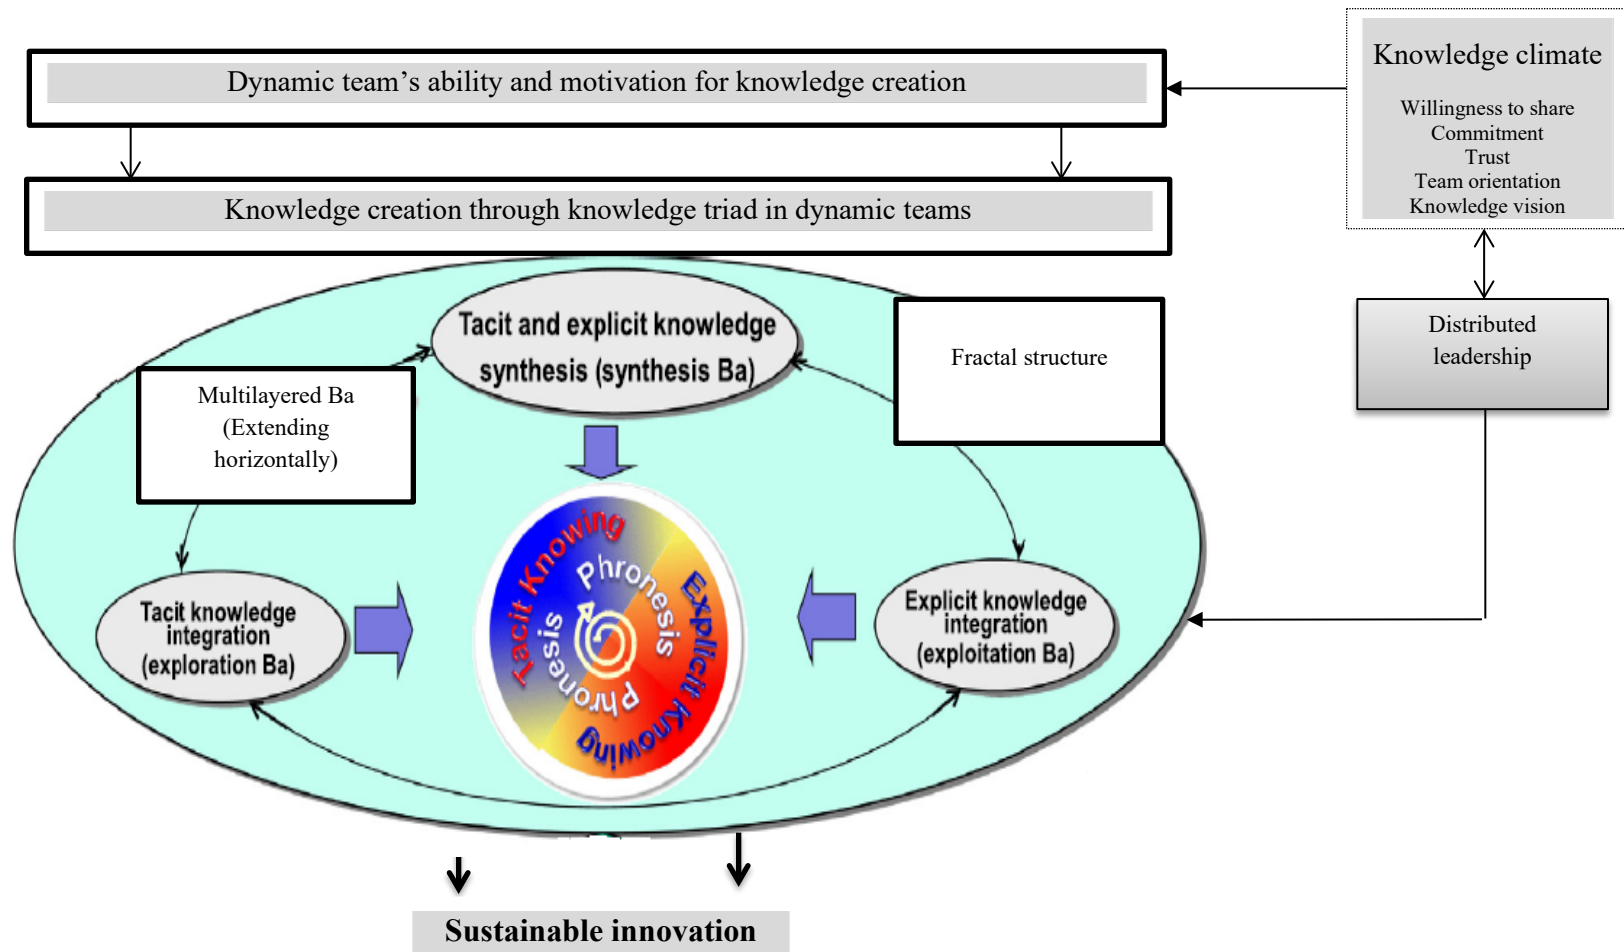 Knowledge climate
Willingness to share
Commitment
Trust
Team orientation
Knowledge vision
Dynamic team’s ability and motivation for knowledge creation
Knowledge creation through knowledge triad in dynamic teams
Distributed
leadership
Tacit and explicit knowledge
synthesis (synthesis Ba)
Fractal structure
Multilayered Ba
(Extending
horizontally)
Tacit Knowing
Phronesis
Explicit Knowing
Phronesis
Phronesis
Explicit Knowing
Tacit knowledge
integration
(exploration Ba)
Explicit knowledge
integration
(exploitation Ba)
Sustainable innovation